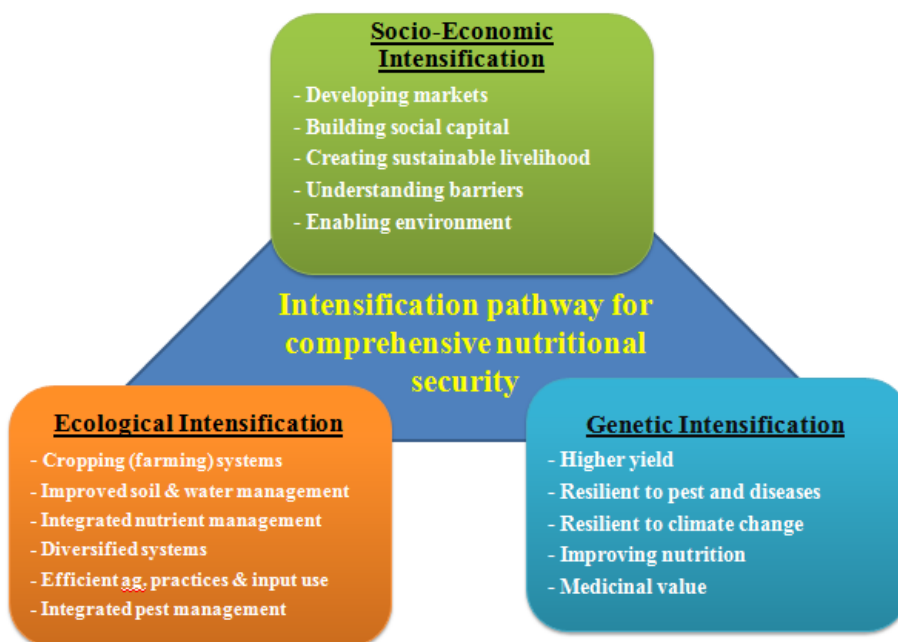 Socio-Economic
Intensification
- Developing markets
- Building social capital
- Creating sustainable livelihood
- Understanding barriers
- Enabling environment
Intensification pathway for
comprehensive nutritional
security
Ecological Intensification
- Cropping (farming) systems
- Improved soil & water management
- Integrated nutrient management
- Diversified systems
- Efficient ag. practices & input use
- Integrated pest management
Genetic Intensification
- Higher yield
- Resilient to pest and diseases
- Resilient to climate change
- Improving nutrition
- Medicinal value